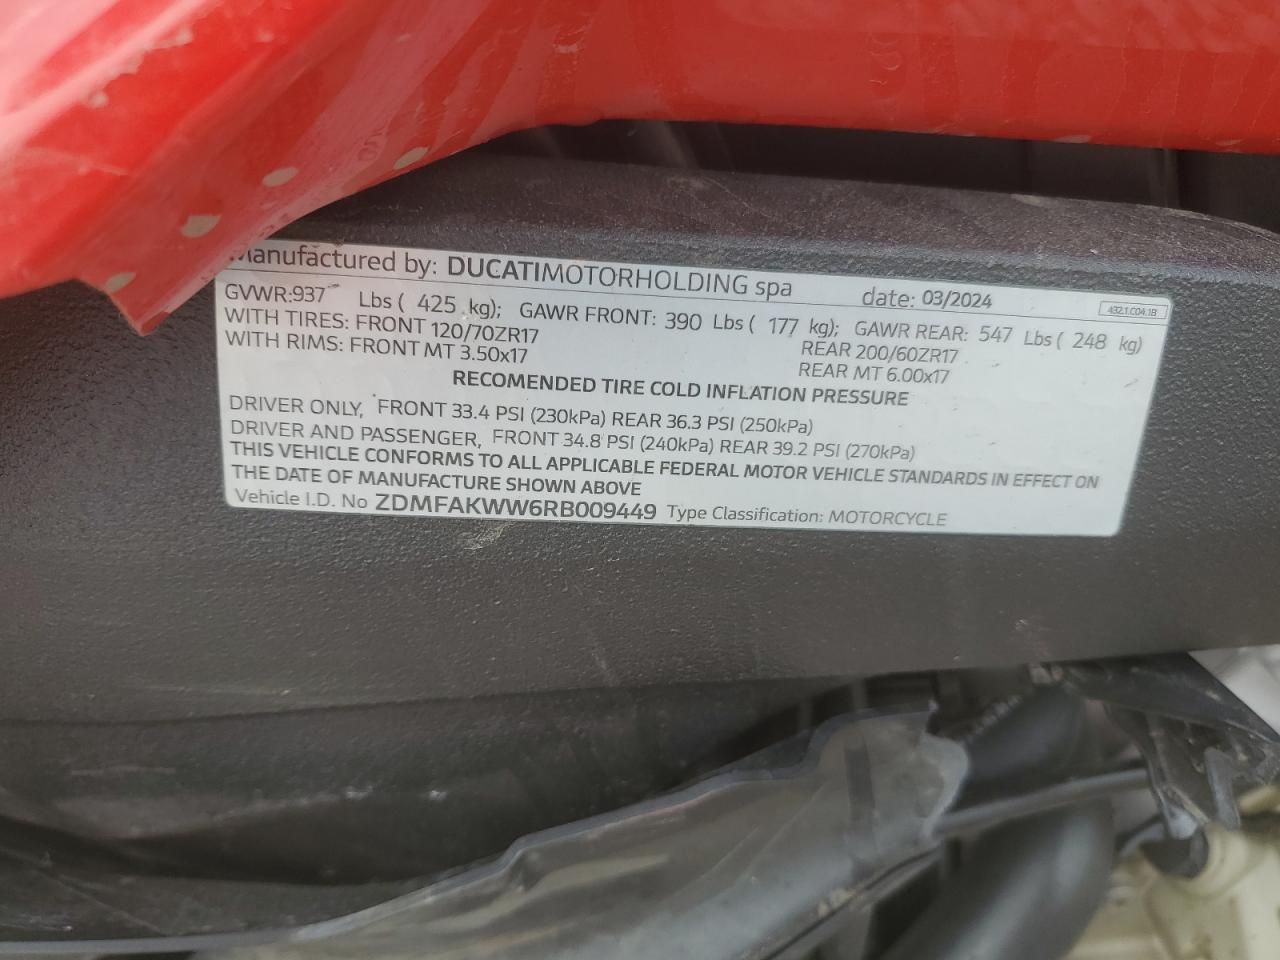 Manufactured by: DUCATIMOTORHOLDING spa date: 03/2024 432.1.C04.1B
GVWR:937 Lbs ( 425 kg); GAWR FRONT: 390 Lbs ( 177 kg); GAWR REAR: 547 Lbs ( 248 kg)
WITH TIRES: FRONT 120/70ZR17 REAR 200/60ZR17
WITH RIMS: FRONT MT 3.50x17 REAR MT 6.00x17
RECOMENDED TIRE COLD INFLATION PRESSURE
DRIVER ONLY, FRONT 33.4 PSI (230kPa) REAR 36.3 PSI (250kPa)
DRIVER AND PASSENGER, FRONT 34.8 PSI (240kPa) REAR 39.2 PSI (270kPa)
THIS VEHICLE CONFORMS TO ALL APPLICABLE FEDERAL MOTOR VEHICLE STANDARDS IN EFFECT ON
THE DATE OF MANUFACTURE SHOWN ABOVE
Vehicle I.D. No ZDMFAKWW6RB009449 Type Classification: MOTORCYCLE